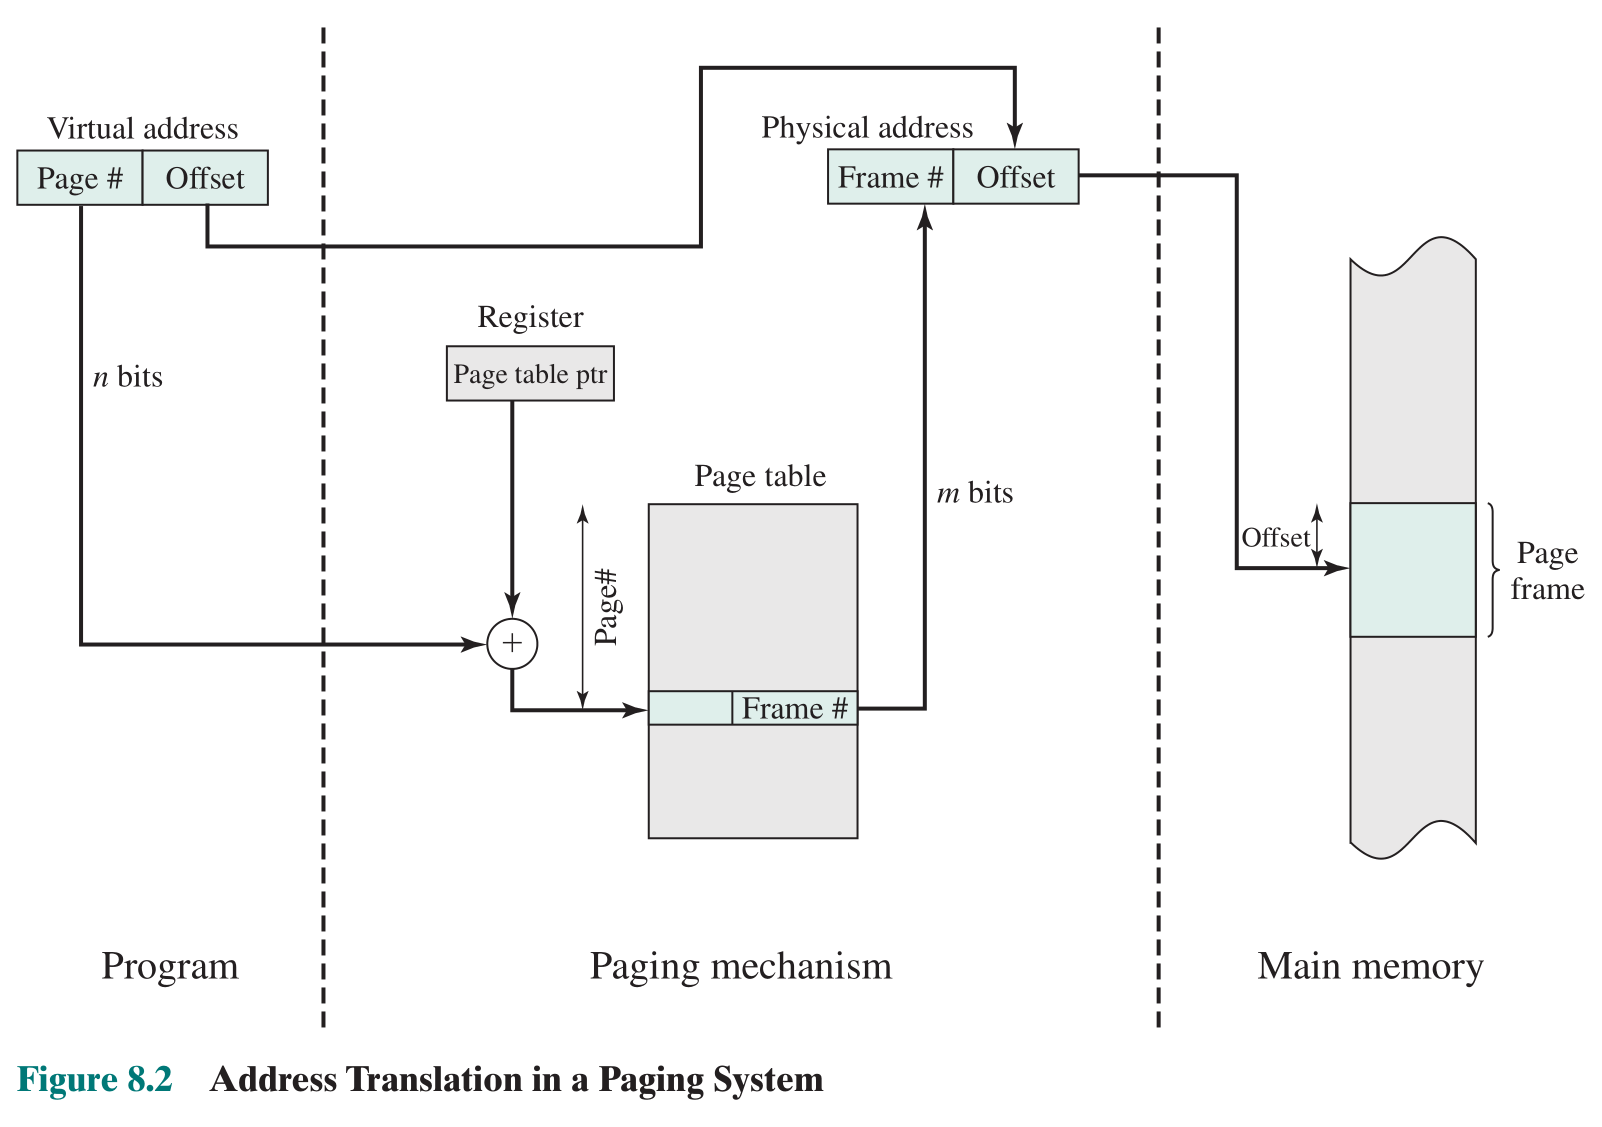 Virtual address
Page #
Offset
Physical address
Frame #
Offset
Register
Page table ptr
n bits
Page table
m bits
Page#
+
Frame #
Offset
Page
frame
Program
Paging mechanism
Main memory
Figure 8.2 Address Translation in a Paging System